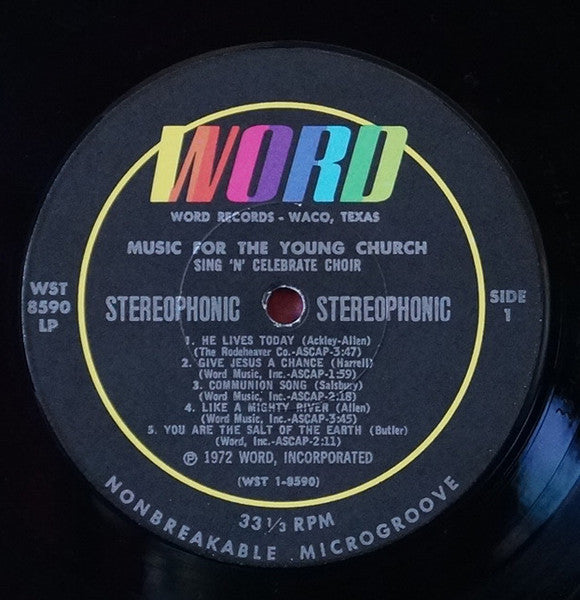 WORD
WORD RECORDS - WACO, TEXAS
MUSIC FOR THE YOUNG CHURCH
SING 'N' CELEBRATE CHOIR
WST
8590
LP
STEREOPHONIC STEREOPHONIC
SIDE
1
1. HE LIVES TODAY (Ackley-Allen)
(The Rodeheaver Co.-ASCAP-3:47)
2. GIVE JESUS A CHANCE (Harrell)
(Word Music, Inc.-ASCAP-1:59)
3. COMMUNION SONG (Salsbury)
(Word Music, Inc.-ASCAP-2:18)
4. LIKE A MIGHTY RIVER (Allen)
(Word Music, Inc.-ASCAP-3:45)
5. YOU ARE THE SALT OF THE EARTH (Butler)
(Word, Inc.-ASCAP-2:11)
℗ 1972 WORD, INCORPORATED
(WST 1-8590)
33 1/3 RPM
NONBREAKABLE MICROGROOVE